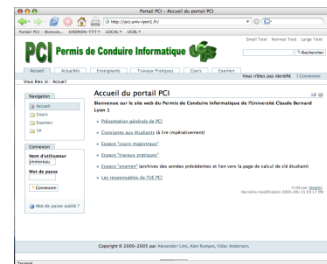 Portail PCI - Accueil du portail PCI
http://pci.univ-lyon1.fr/
Small Text Normal Text Large Text
PCI Permis de Conduire Informatique
Rechercher
Accueil Actualités Enseignants Travaux Pratiques Cours Examen
Vous n'êtes pas identifié Connexion
Vous êtes ici : Accueil
Navigation
Accueil
Cours
Examen
TP
Connexion
Nom d'utilisateur
Mot de passe
Connexion
Mot de passe oublié ?
Accueil du portail PCI
Bienvenue sur le site web du Permis de Conduire Informatique de l'Université Claude Bernard
Lyon 1
Présentation générale de PCI
Consignes aux étudiants (à lire impérativement)
Espace "cours magistraux"
Espace "travaux pratiques"
Espace "examen" (archives des années précédentes et lien vers la page de calcul de clé étudiant)
Les responsables de l'UE PCI
Créé par
Dernière modification
Copyright © 2000-2005 par Alexander Limi, Alan Runyan, Vidar Andersen.
Terminé